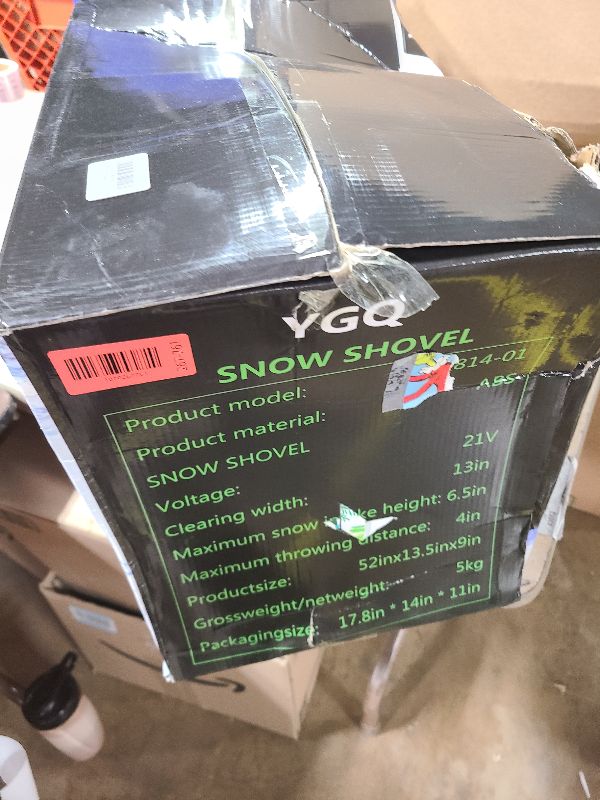 YGQ
SNOW SHOVEL
Product model: 814-01
Product material: ABS
SNOW SHOVEL
Voltage: 21V
Clearing width: 13in
Maximum snow intake height: 6.5in
Maximum throwing distance: 4in
Productsize: 52inx13.5inx9in
Grossweight/netweight: 5kg
Packagingsize: 17.8in * 14in * 11in